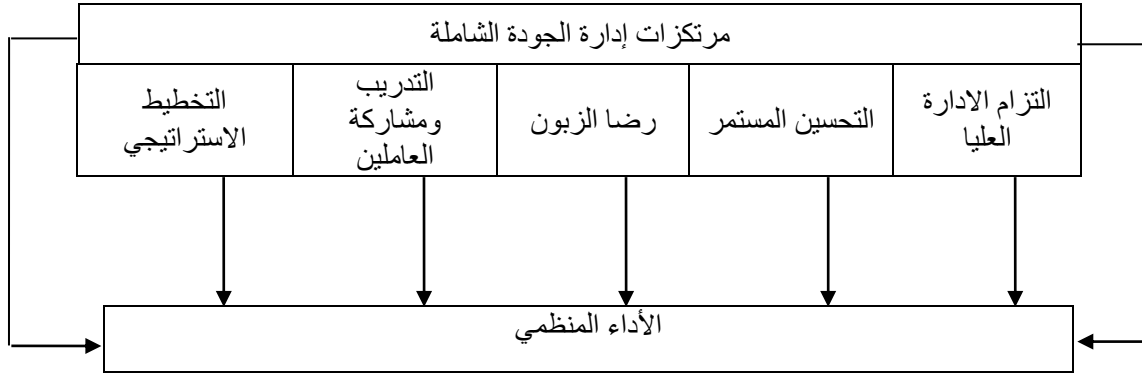 مرتكزات إدارة الجودة الشاملة
التزام الادارة
العليا
التحسين المستمر
رضا الزبون
التدريب
ومشاركة
العاملين
التخطيط
الاستراتيجي
الأداء المنظمي